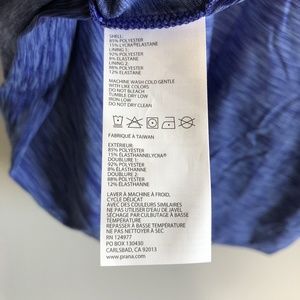 SHELL:
85% POLYESTER
15% LYCRA®ELASTANE
LINING 1:
92% POLYESTER
8% ELASTANE
LINING 2:
88% POLYESTER
12% ELASTANE
MACHINE WASH COLD GENTLE
WITH LIKE COLORS
DO NOT BLEACH
TUMBLE DRY LOW
IRON LOW
DO NOT DRY CLEAN
FABRIQUÉ À TAIWAN
EXTERIEUR:
85% POLYESTER
15% ÉLASTHANNELYCRA®
DOUBLURE 1:
92% POLYESTER
8% ÉLASTHANNE
DOUBLURE 2:
88% POLYESTER
12% ÉLASTHANNE
LAVER À MACHINE À FROID,
CYCLE DÉLICAT
AVEC DES COULEURS SIMILAIRES
NI TRAITEMENT À L'EAU DE JAVEL
SÉCHAGE PAR CULBUTAGE À BASSE
TEMPÉRATURE
REPASSER À BASSE TEMPÉRATURE
NE PAS NETTOYER À SEC
RN 124977
PO BOX 130430
CARLSBAD, CA 92013
www.prana.com